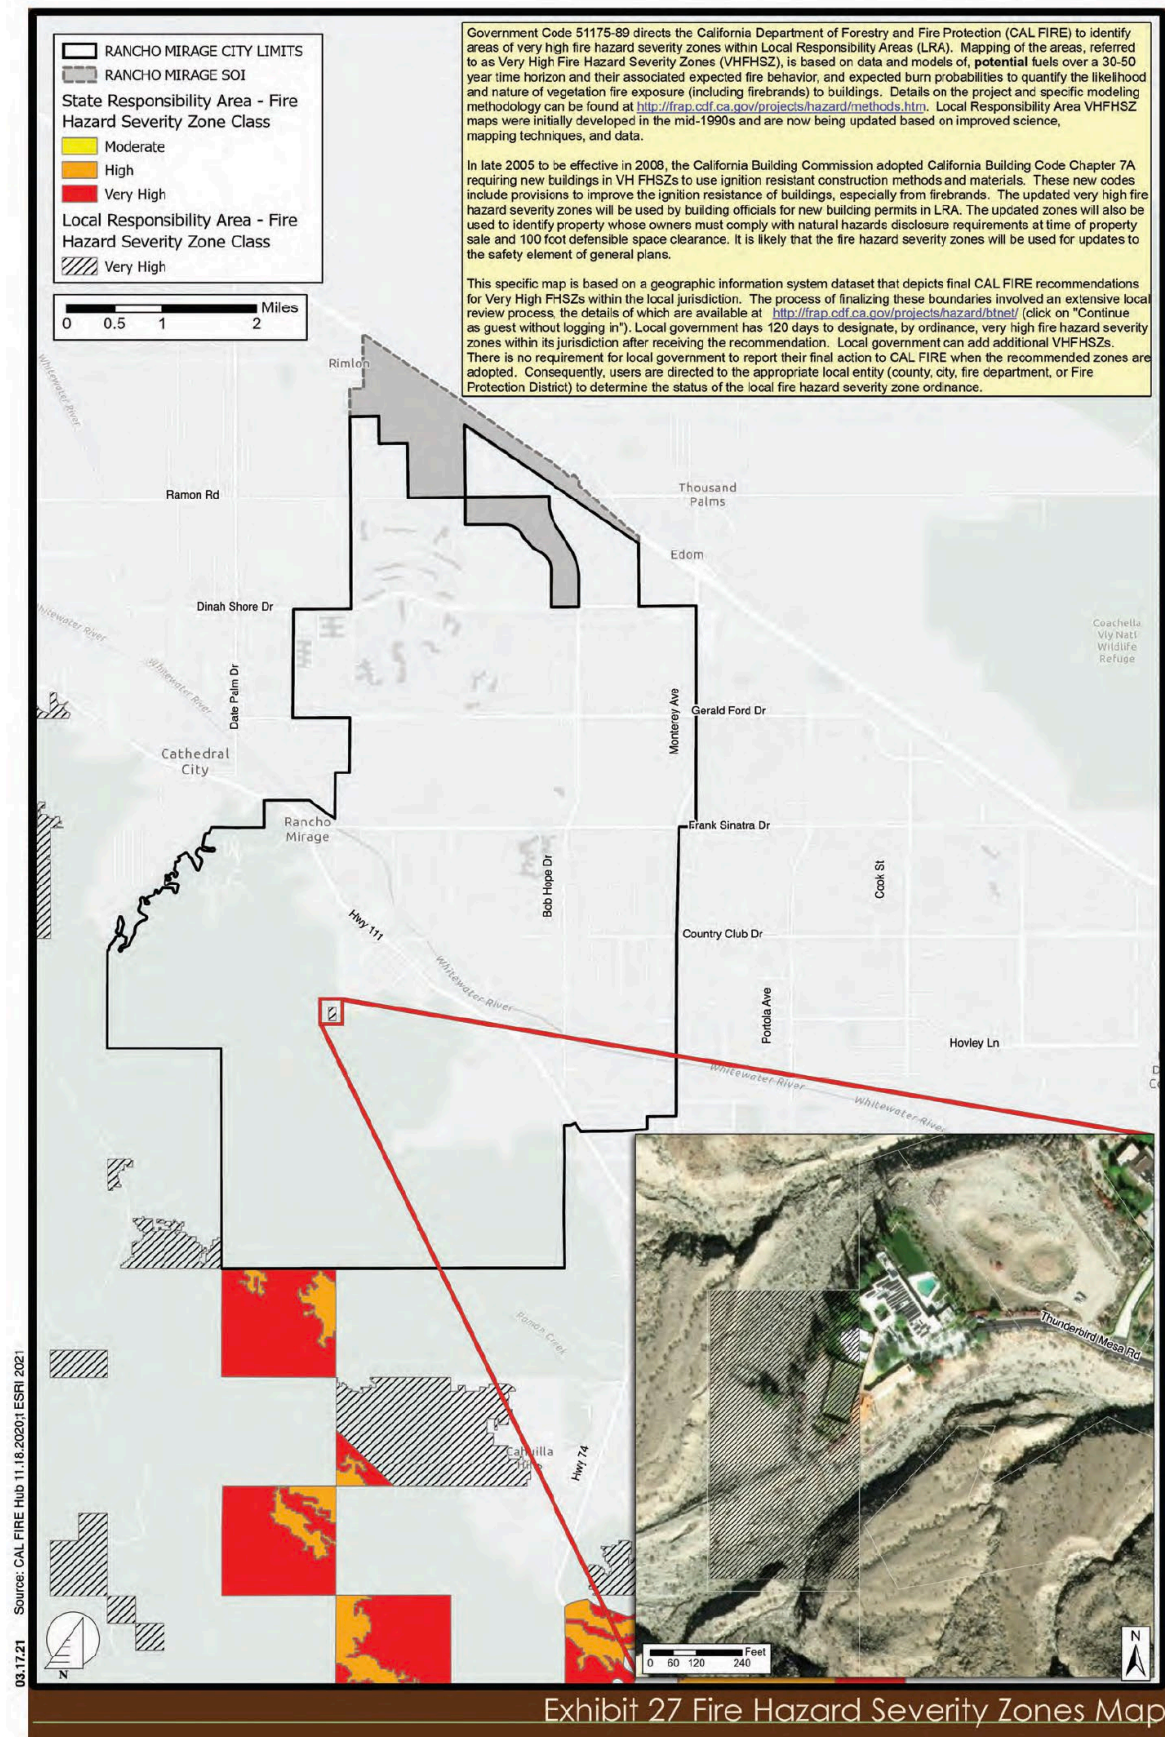 RANCHO MIRAGE CITY LIMITS
RANCHO MIRAGE SOI
State Responsibility Area - Fire
Hazard Severity Zone Class
Moderate
High
Very High
Local Responsibility Area - Fire
Hazard Severity Zone Class
Very High
Miles
0 0.5 1 2
Government Code 51175-89 directs the California Department of Forestry and Fire Protection (CAL FIRE) to identify
areas of very high fire hazard severity zones within Local Responsibility Areas (LRA). Mapping of the areas, referred
to as Very High Fire Hazard Severity Zones (VHFHSZ), is based on data and models of, potential fuels over a 30-50
year time horizon and their associated expected fire behavior, and expected burn probabilities to quantify the likelihood
and nature of vegetation fire exposure (including firebrands) to buildings. Details on the project and specific modeling
methodology can be found at http://frap.cdf.ca.gov/projects/hazard/methods.htm. Local Responsibility Area VHFHSZ
maps were initially developed in the mid-1990s and are now being updated based on improved science,
mapping techniques, and data.
In late 2005 to be effective in 2008, the California Building Commission adopted California Building Code Chapter 7A
requiring new buildings in VH FHSZs to use ignition resistant construction methods and materials. These new codes
include provisions to improve the ignition resistance of buildings, especially from firebrands. The updated very high fire
hazard severity zones will be used by building officials for new building permits in LRA. The updated zones will also be
used to identify property whose owners must comply with natural hazards disclosure requirements at time of property
sale and 100 foot defensible space clearance. It is likely that the fire hazard severity zones will be used for updates to
the safety element of general plans.
This specific map is based on a geographic information system dataset that depicts final CAL FIRE recommendations
for Very High FHSZs within the local jurisdiction. The process of finalizing these boundaries involved an extensive local
review process, the details of which are available at http://frap.cdf.ca.gov/projects/hazard/btnet/ (click on "Continue
as guest without logging in"). Local government has 120 days to designate, by ordinance, very high fire hazard severity
zones within its jurisdiction after receiving the recommendation. Local government can add additional VHFHSZs.
There is no requirement for local government to report their final action to CAL FIRE when the recommended zones are
adopted. Consequently, users are directed to the appropriate local entity (county, city, fire department, or Fire
Protection District) to determine the status of the local fire hazard severity zone ordinance.
Whitewater River
Rimlon
Ramon Rd
Thousand
Palms
Edom
Dinah Shore Dr
Whitewater River
Whitewater River
Coachella
Vly Natl
Wildlife
Refuge
Date Palm Dr
Monterey Ave
Gerald Ford Dr
Cathedral
City
Rancho
Mirage
Frank Sinatra Dr
Bob Hope Dr
Cook St
Hwy 111
Country Club Dr
Whitewater River
Portola Ave
Hovley Ln
Whitewater River
Whitewater River
Ramon Creek
Cahuilla
Hills
Hwy 74
Thunderbird Mesa Rd
Feet
0 60 120 240
N
N
03.17.21 Source: CAL FIRE Hub 11.18.2020;t ESRI 2021
Exhibit 27 Fire Hazard Severity Zones Map